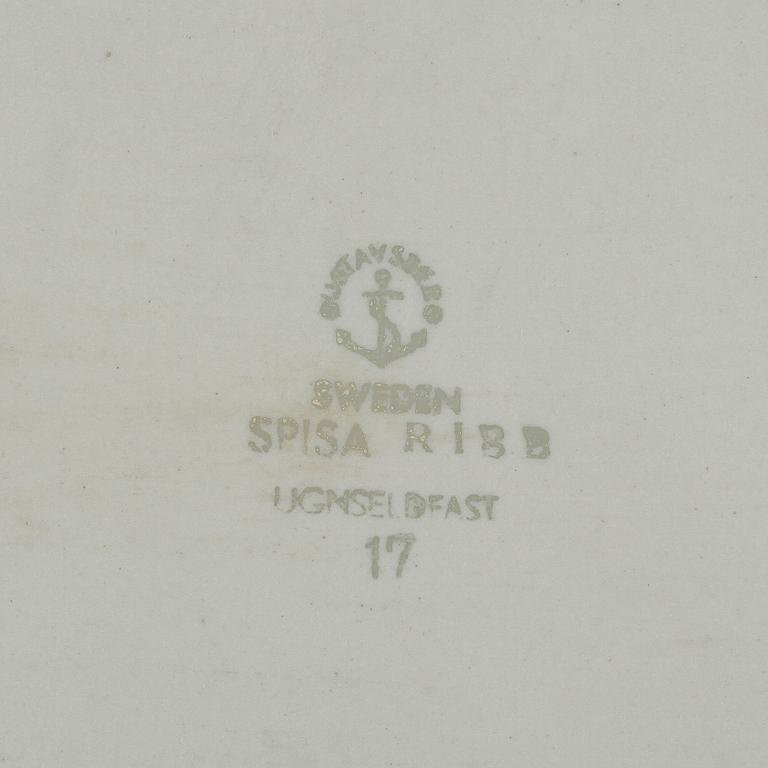 GUSTAVSBERG
SWEDEN
SPISA RIBB
UGNSELDFAST
17